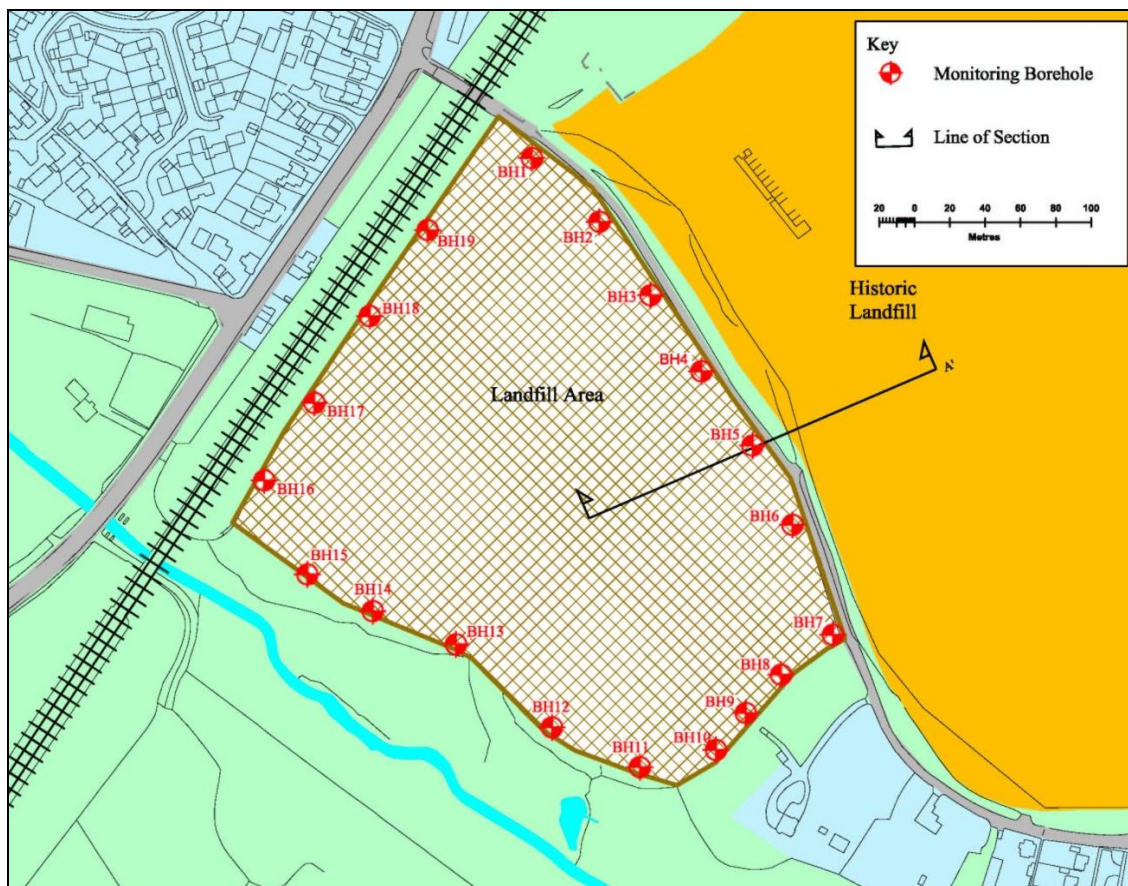 Key
Monitoring Borehole
Line of Section
20 0 20 40 60 80 100
Metres
Historic
Landfill
A'
Landfill Area
BH1
BH2
BH3
BH4
BH5
BH6
BH7
BH8
BH9
BH10
BH11
BH12
BH13
BH14
BH15
BH16
BH17
BH18
BH19